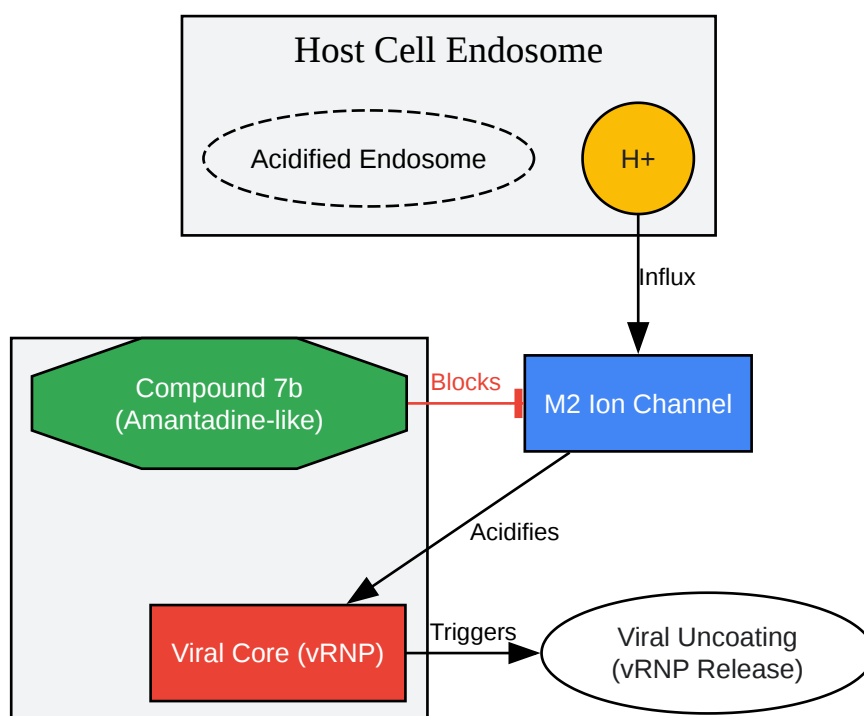 Host Cell Endosome
Acidified Endosome
H+
Influx
Compound 7b
(Amantadine-like)
Blocks
M2 Ion Channel
Acidifies
Viral Core (vRNP)
Triggers
Viral Uncoating
(vRNP Release)